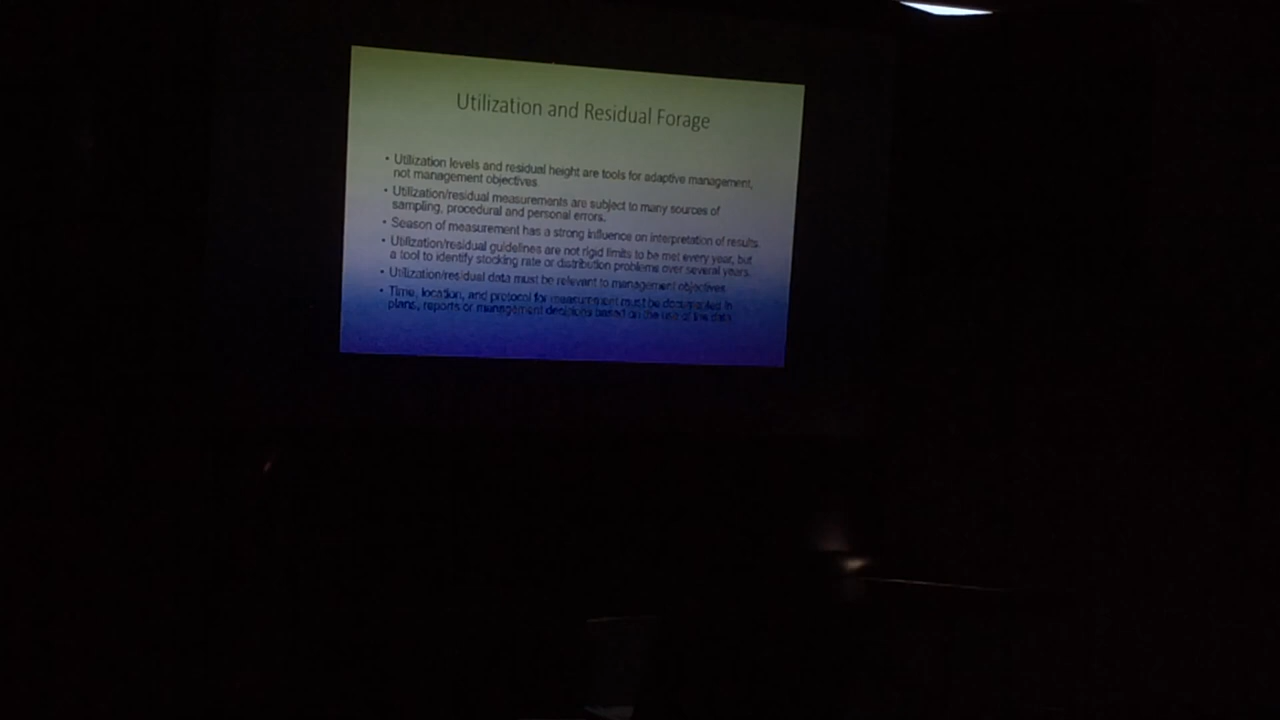 Utilization and Residual Forage
• Utilization levels and residual height are tools for adaptive management,
not management objectives
• Utilization/residual measurements are subject to many sources of
sampling, procedural and personal errors.
• Season of measurement has a strong influence on interpretation of results.
• Utilization/residual guidelines are not rigid limits to be met every year, but
a tool to identify stocking rate or distribution problems over several years.
• Utilization/residual data must be relevant to management objectives
• Time, location, and protocol for measurement must be documented in
plans, reports or management decisions based on the use of the data